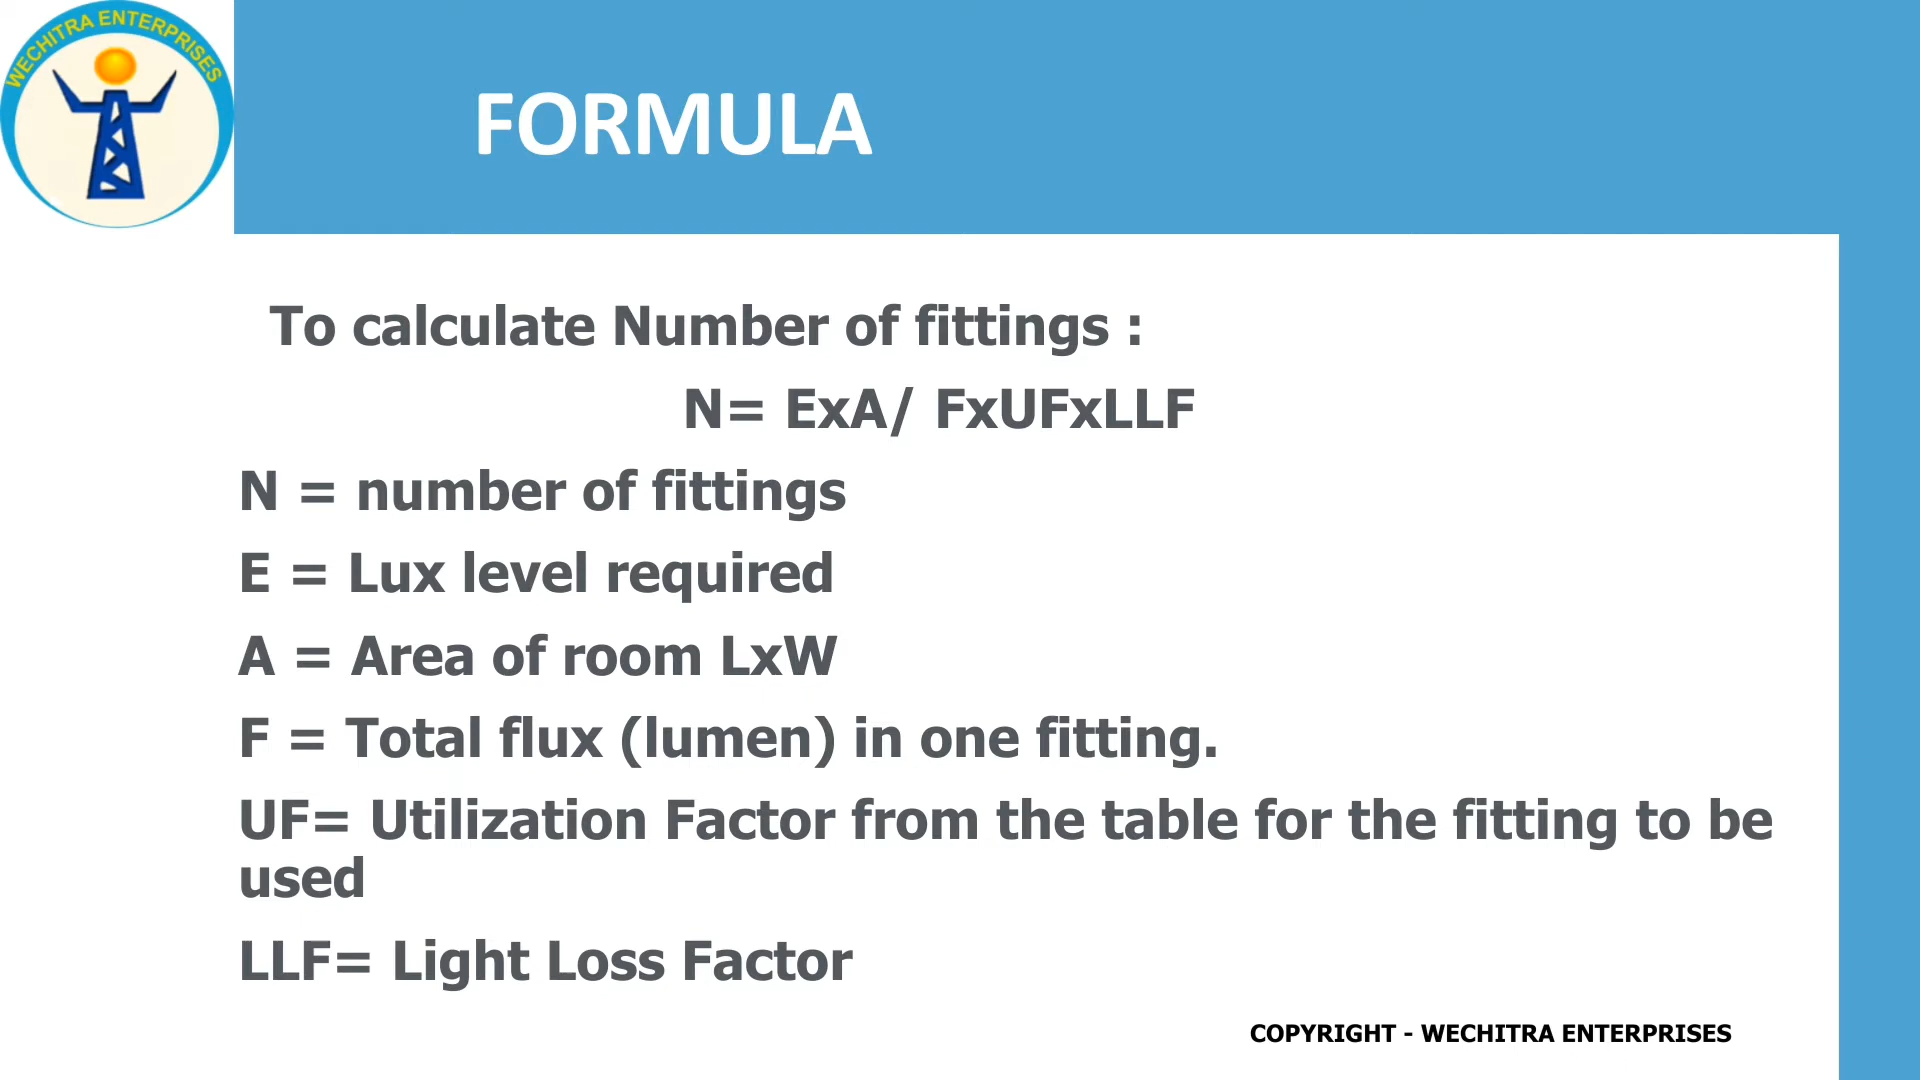 WECHITRA ENTERPRISES
FORMULA
To calculate Number of fittings :
N= ExA/ FxUFxLLF
N = number of fittings
E = Lux level required
A = Area of room LxW
F = Total flux (lumen) in one fitting.
UF= Utilization Factor from the table for the fitting to be
used
LLF= Light Loss Factor
COPYRIGHT - WECHITRA ENTERPRISES